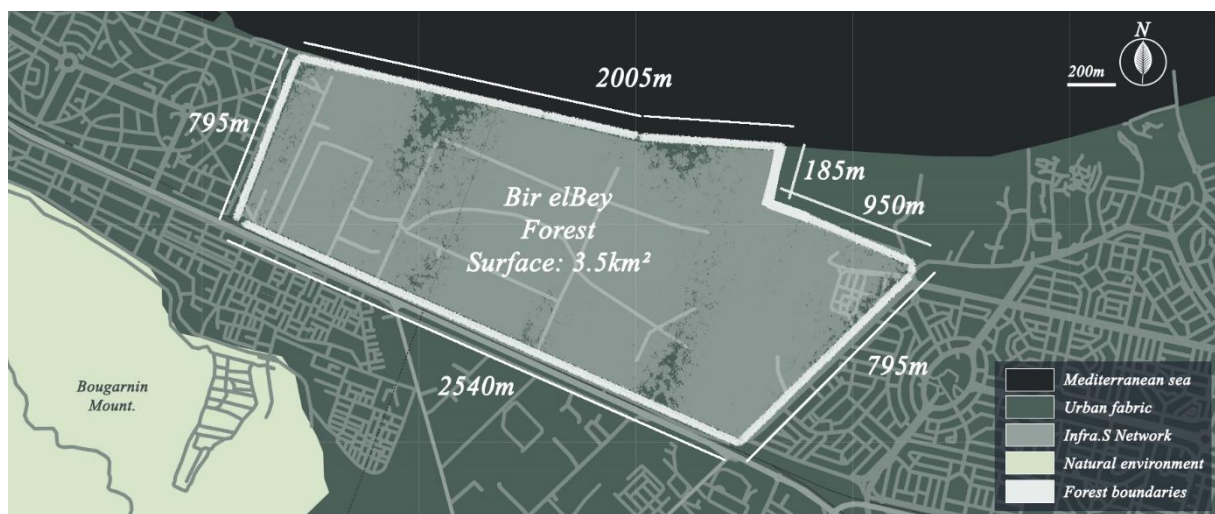 N
200m
2005m
795m
185m
950m
Bir elBey
Forest
Surface: 3.5km²
2540m
795m
Bougarnin
Mount.
Mediterranean sea
Urban fabric
Infra.S Network
Natural environment
Forest boundaries